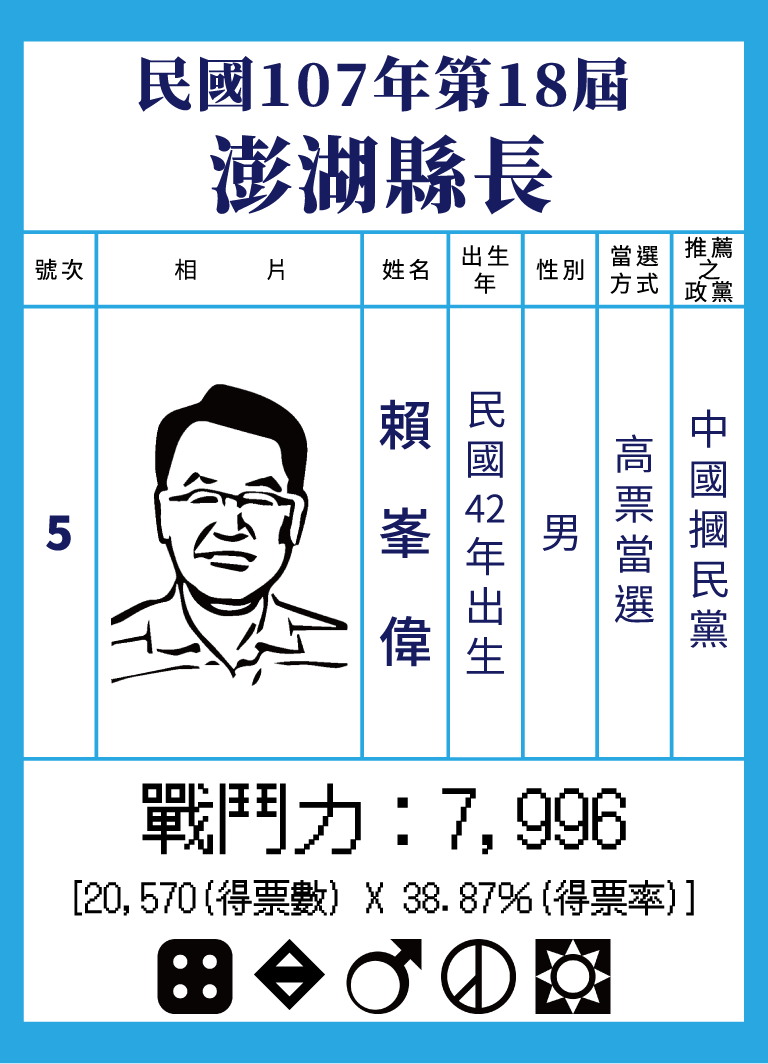 民國107年第18屆
澎湖縣長
號次
相 片
姓名
出生
年
性別
當選
方式
推薦
之
政黨
5
賴峯偉
民國42年出生
男
高票當選
中國摑民黨
戰鬥力：7,996
[20,570(得票數) X 38.87%(得票率)]